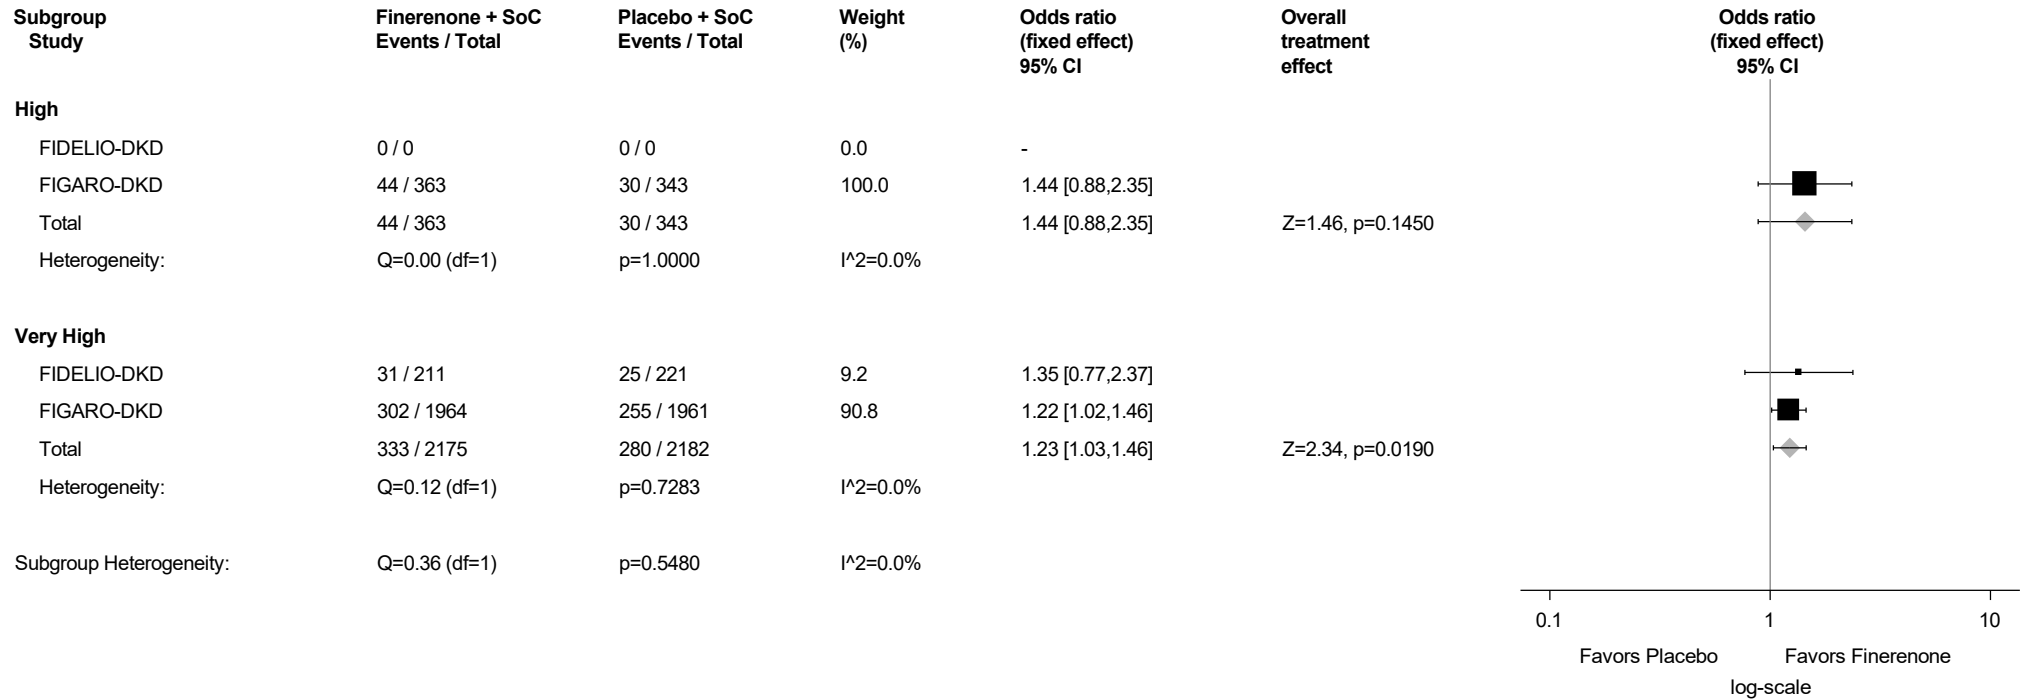 Subgroup Finerenone + SoC Placebo + SoC Weight Odds ratio Overall Odds ratio
Study Events / Total Events / Total (%) (fixed effect) treatment (fixed effect)
95% CI effect 95% CI
High
FIDELIO-DKD 0 / 0 0 / 0 0.0 -
FIGARO-DKD 44 / 363 30 / 343 100.0 1.44 [0.88,2.35]
Total 44 / 363 30 / 343 1.44 [0.88,2.35] Z=1.46, p=0.1450
Heterogeneity: Q=0.00 (df=1) p=1.0000 I^2=0.0%
Very High
FIDELIO-DKD 31 / 211 25 / 221 9.2 1.35 [0.77,2.37]
FIGARO-DKD 302 / 1964 255 / 1961 90.8 1.22 [1.02,1.46]
Total 333 / 2175 280 / 2182 1.23 [1.03,1.46] Z=2.34, p=0.0190
Heterogeneity: Q=0.12 (df=1) p=0.7283 I^2=0.0%
Subgroup Heterogeneity: Q=0.36 (df=1) p=0.5480 I^2=0.0%
0.1 1 10
Favors Placebo Favors Finerenone
log-scale